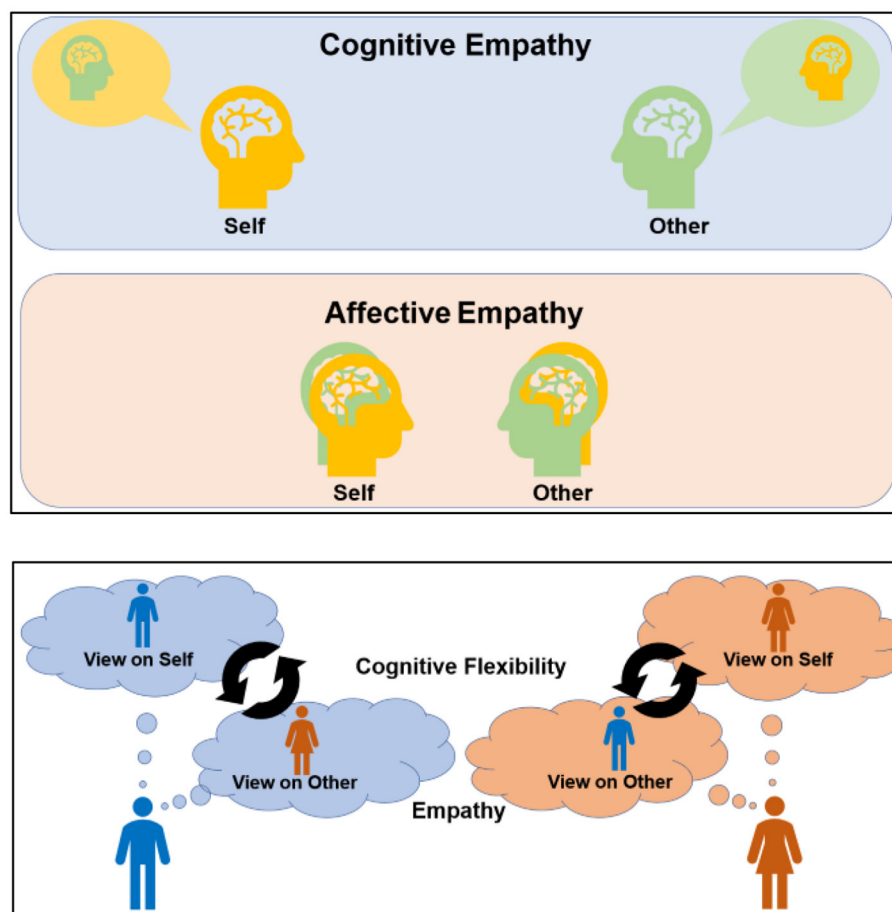 Cognitive Empathy
Self
Other
Affective Empathy
Self
Other
View on Self
Cognitive Flexibility
View on Self
View on Other
View on Other
Empathy